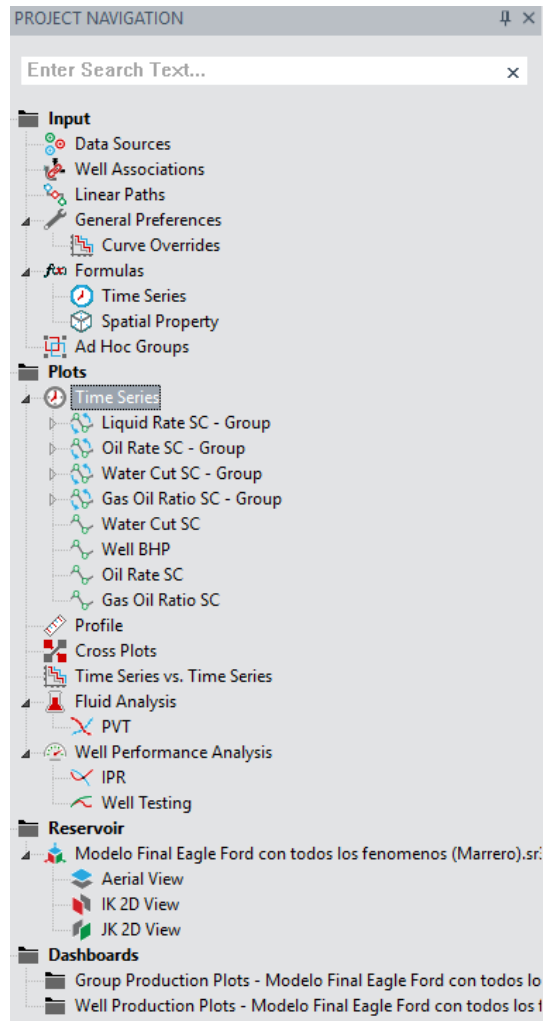 PROJECT NAVIGATION
Enter Search Text...
Input
Data Sources
Well Associations
Linear Paths
General Preferences
Curve Overrides
f(x) Formulas
Time Series
Spatial Property
Ad Hoc Groups
Plots
Time Series
Liquid Rate SC - Group
Oil Rate SC - Group
Water Cut SC - Group
Gas Oil Ratio SC - Group
Water Cut SC
Well BHP
Oil Rate SC
Gas Oil Ratio SC
Profile
Cross Plots
Time Series vs. Time Series
Fluid Analysis
PVT
Well Performance Analysis
IPR
Well Testing
Reservoir
Modelo Final Eagle Ford con todos los fenomenos (Marrero).sr
Aerial View
IK 2D View
JK 2D View
Dashboards
Group Production Plots - Modelo Final Eagle Ford con todos lo
Well Production Plots - Modelo Final Eagle Ford con todos los